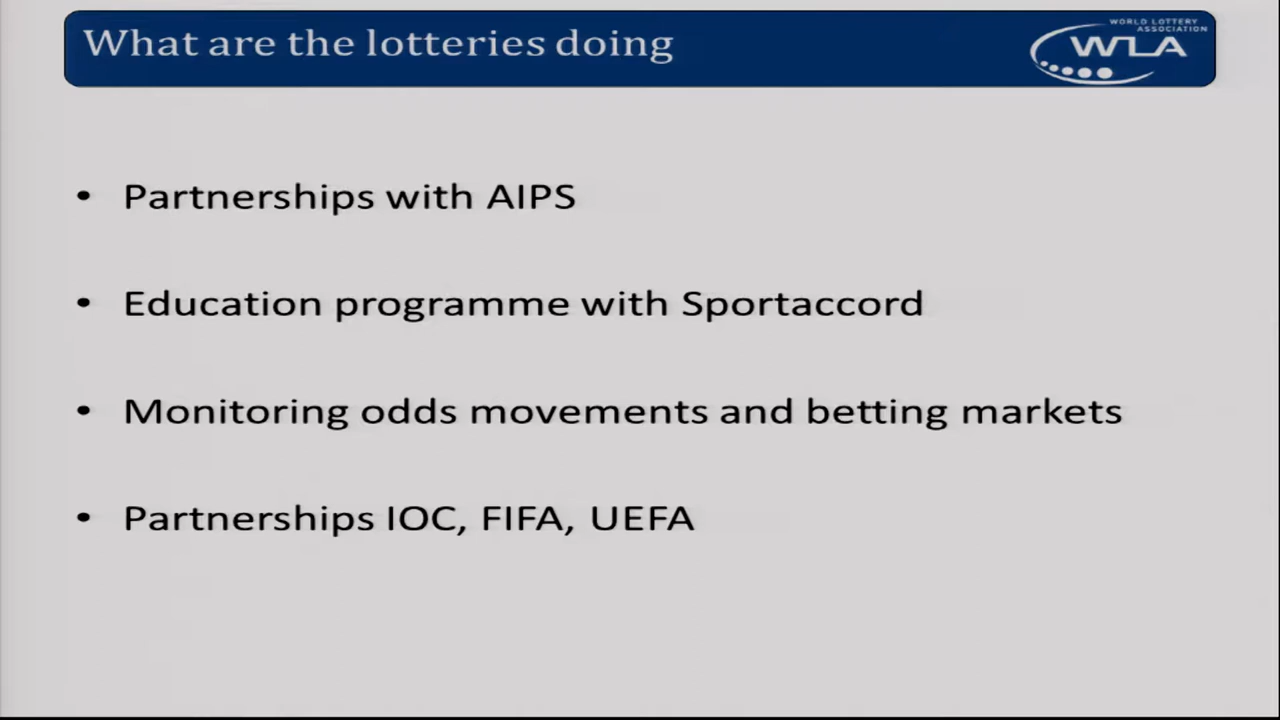 What are the lotteries doing
WORLD LOTTERY
ASSOCIATION
WLA
• Partnerships with AIPS
• Education programme with Sportaccord
• Monitoring odds movements and betting markets
• Partnerships IOC, FIFA, UEFA